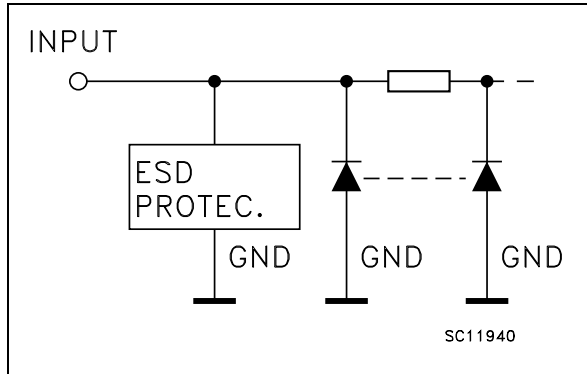 INPUT
ESD
PROTEC.
GND
GND
GND
SC11940